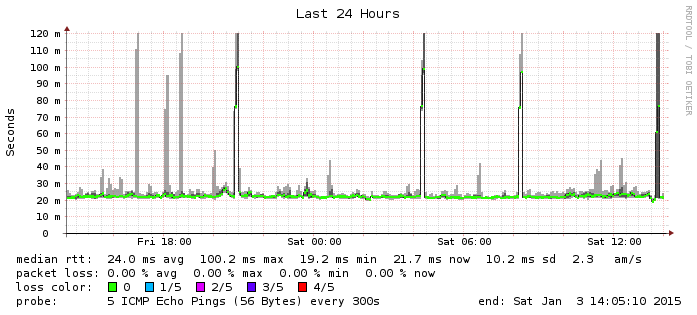 Last 24 Hours
RRDTOOL / TOBI OETIKER
Seconds
120 m
110 m
100 m
90 m
80 m
70 m
60 m
50 m
40 m
30 m
20 m
10 m
0
Fri 18:00 Sat 00:00 Sat 06:00 Sat 12:00
median rtt: 24.0 ms avg 100.2 ms max 19.2 ms min 21.7 ms now 10.2 ms sd 2.3 am/s
packet loss: 0.00 % avg 0.00 % max 0.00 % min 0.00 % now
loss color: 0 1/5 2/5 3/5 4/5
probe: 5 ICMP Echo Pings (56 Bytes) every 300s end: Sat Jan 3 14:05:10 2015